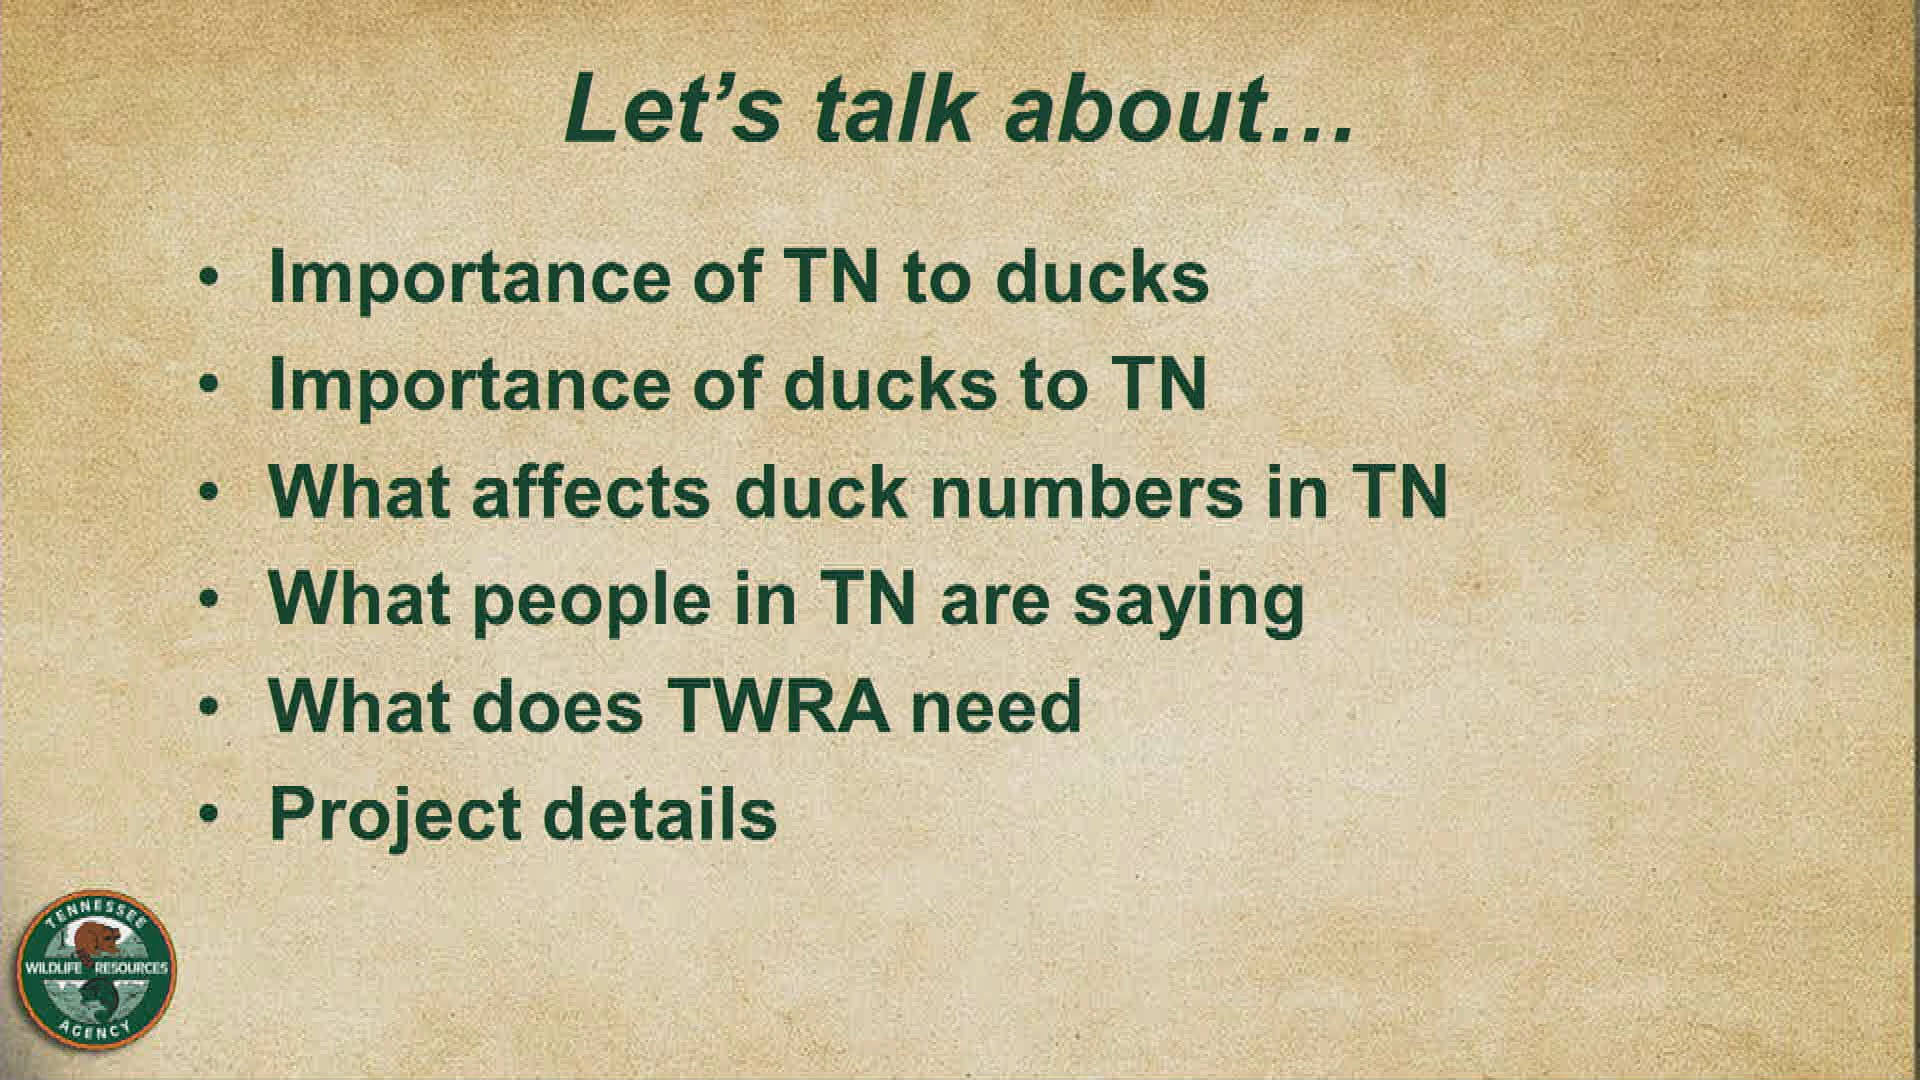 Let’s talk about…
• Importance of TN to ducks
• Importance of ducks to TN
• What affects duck numbers in TN
• What people in TN are saying
• What does TWRA need
• Project details
TENNESSEE
WILDLIFE RESOURCES
AGENCY